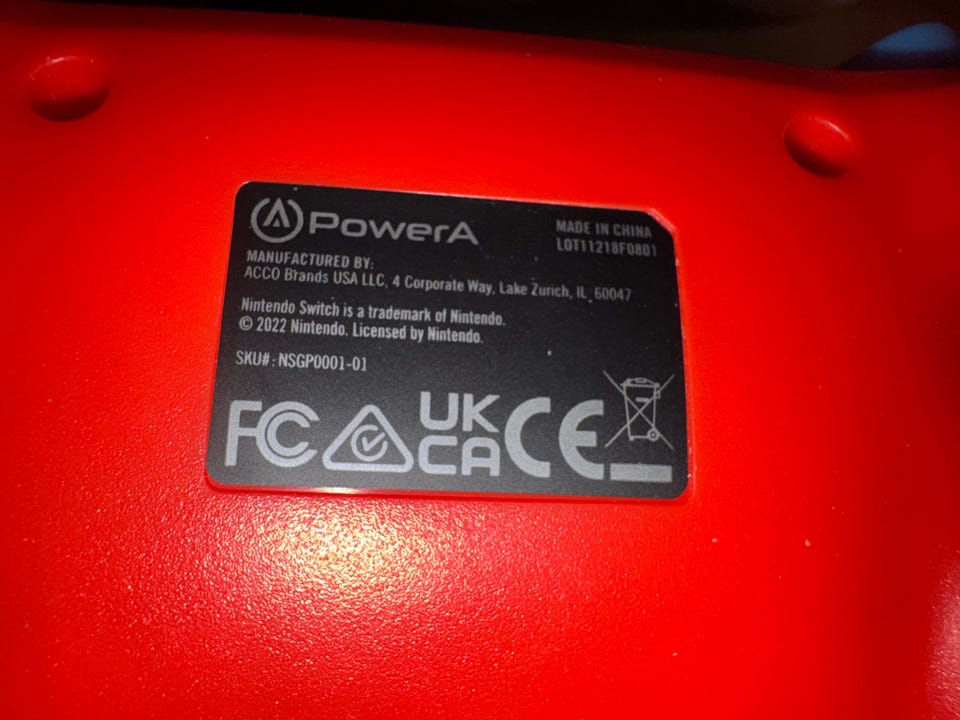 PowerA
MADE IN CHINA
LOT11218F0801
MANUFACTURED BY:
ACCO Brands USA LLC, 4 Corporate Way, Lake Zurich, IL, 60047
Nintendo Switch is a trademark of Nintendo.
© 2022 Nintendo. Licensed by Nintendo.
SKU# : NSGP0001-01
FC UK CA CE